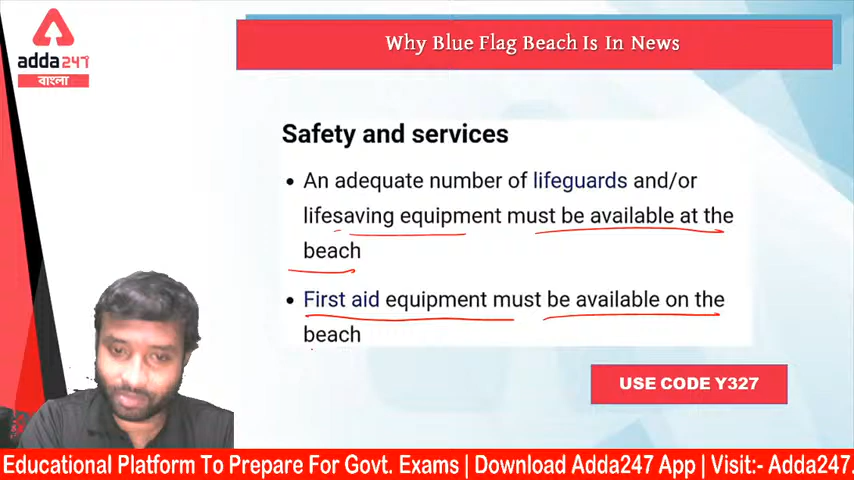 adda247
বাংলা
Why Blue Flag Beach Is In News
Safety and services
• An adequate number of lifeguards and/or
lifesaving equipment must be available at the
beach
• First aid equipment must be available on the
beach
USE CODE Y327
Educational Platform To Prepare For Govt. Exams | Download Adda247 App | Visit:- Adda247.